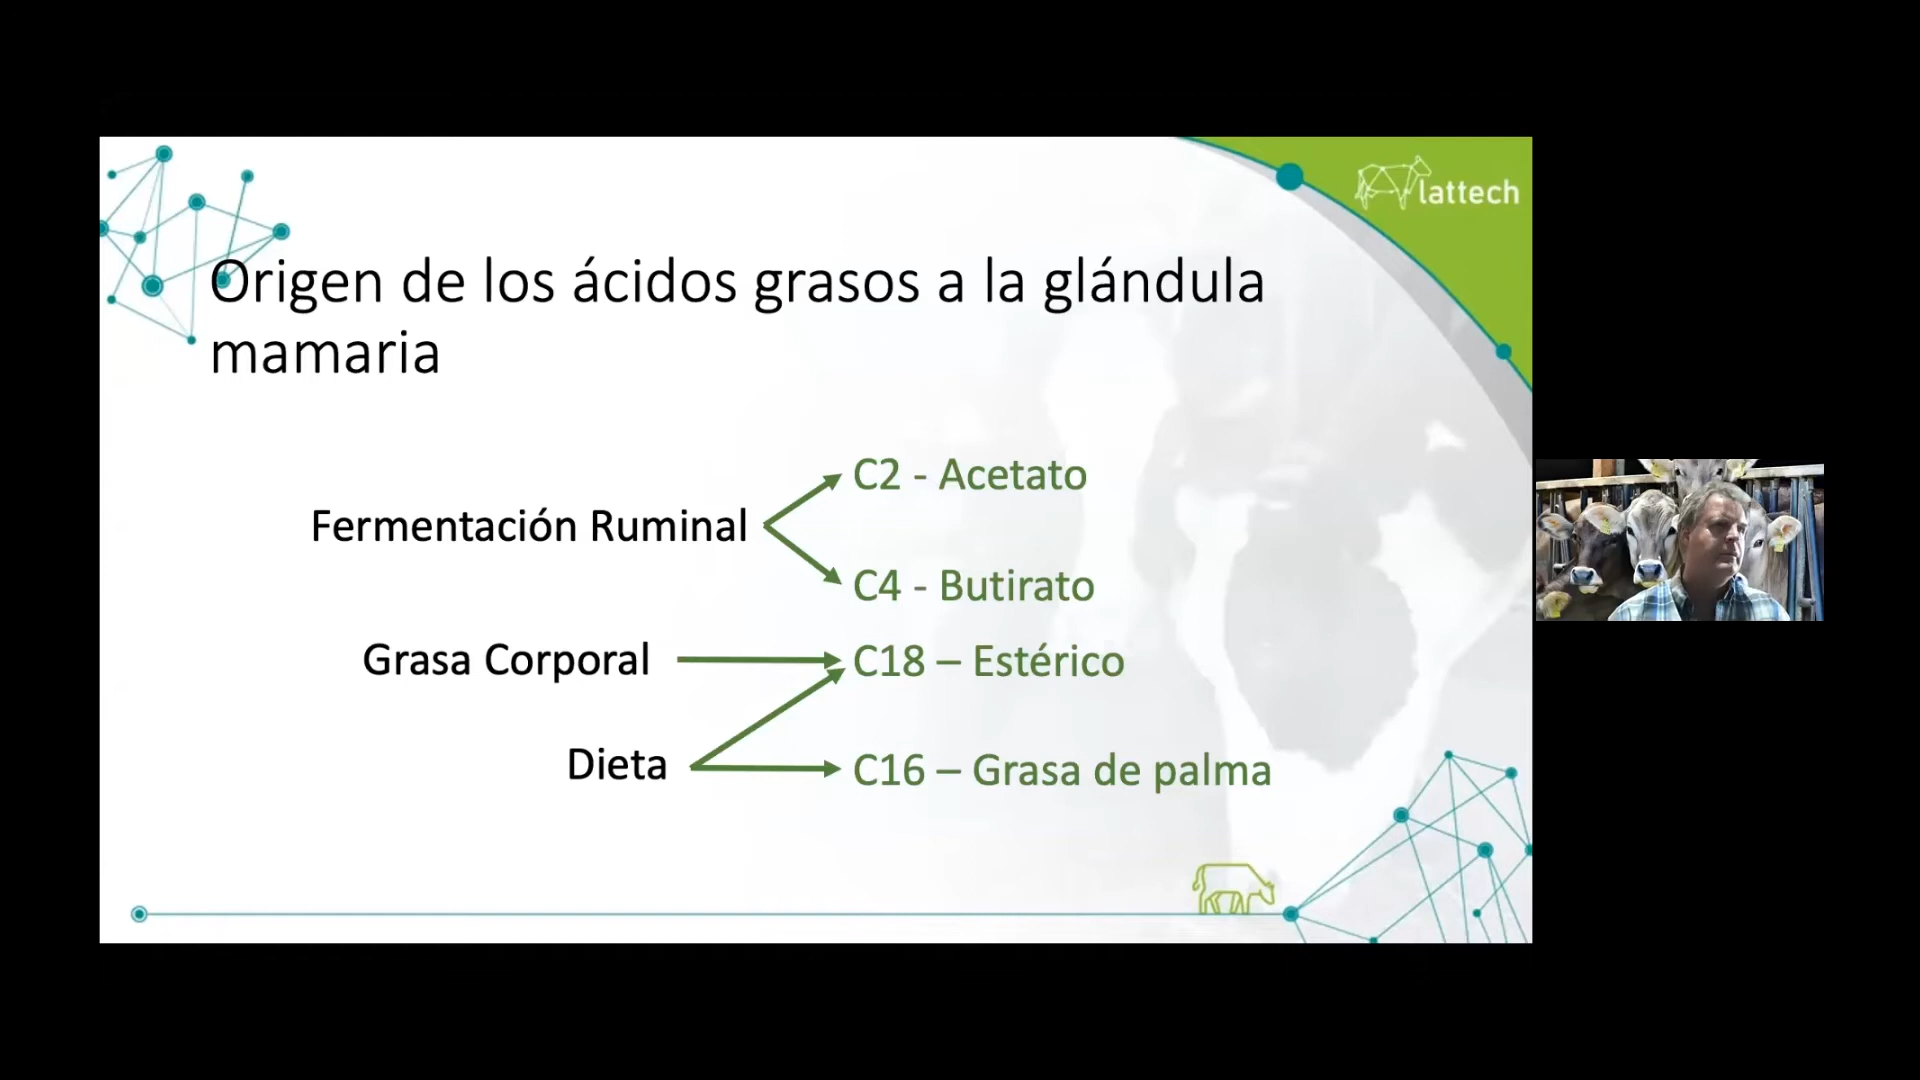 lattech
Origen de los ácidos grasos a la glándula
mamaria
C2 - Acetato
Fermentación Ruminal
C4 - Butirato
Grasa Corporal
C18 – Estérico
Dieta
C16 – Grasa de palma